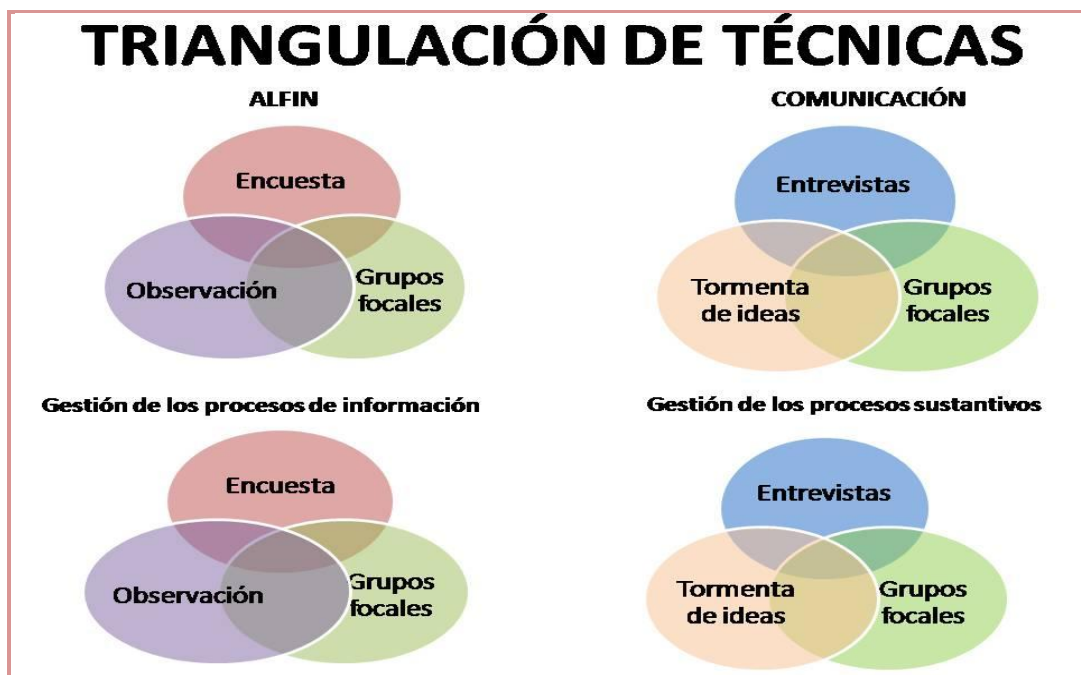 TRIANGULACIÓN DE TÉCNICAS
ALFIN
Encuesta
Observación
Grupos
focales
COMUNICACIÓN
Entrevistas
Tormenta
de ideas
Grupos
focales
Gestión de los procesos de información
Encuesta
Observación
Grupos
focales
Gestión de los procesos sustantivos
Entrevistas
Tormenta
de ideas
Grupos
focales